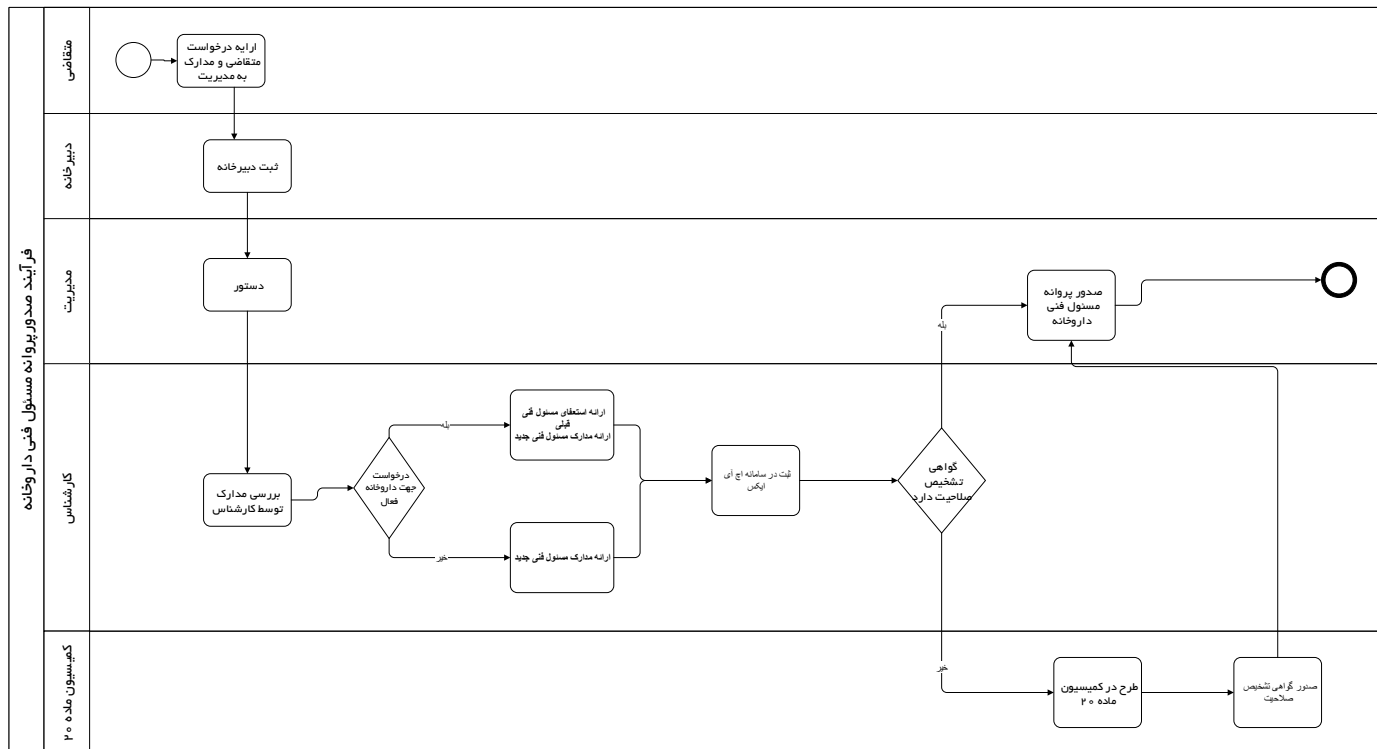 فرآیند صدورپروانه مسئول فنی داروخانه
متقاضی
ارایه درخواست
متقاضی و مدارک
به مدیریت
دبیرخانه
ثبت دبیرخانه
مدیریت
دستور
صدور پروانه
مسئول فنی
داروخانه
کارشناس
بررسی مدارک
توسط کارشناس
درخواست
جهت داروخانه
فعال
بله
ارائه استعفای مسئول فنی
قبلی
ارائه مدارک مسئول فنی جدید
خیر
ارائه مدارک مسئول فنی جدید
ثبت در سامانه اچ آی
ایکس
گواهی
تشخیص
صلاحیت دارد
بله
خیر
کمیسیون ماده ۲۰
طرح در کمیسیون
ماده ۲۰
صدور گواهی تشخیص
صلاحیت